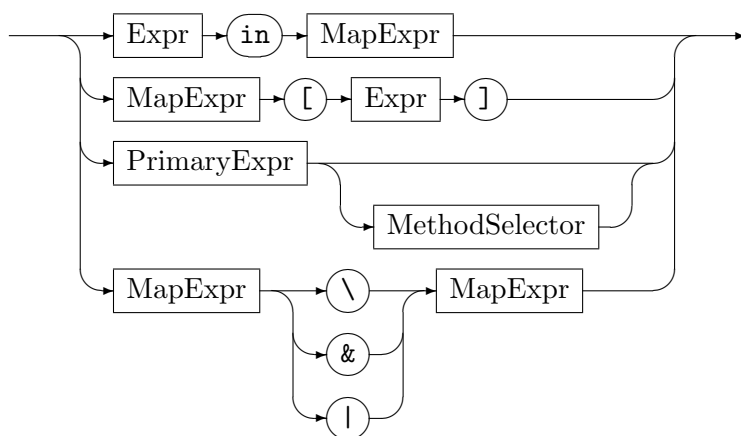 Expr in MapExpr
MapExpr [ Expr ]
PrimaryExpr
MethodSelector
MapExpr \ MapExpr
&
|